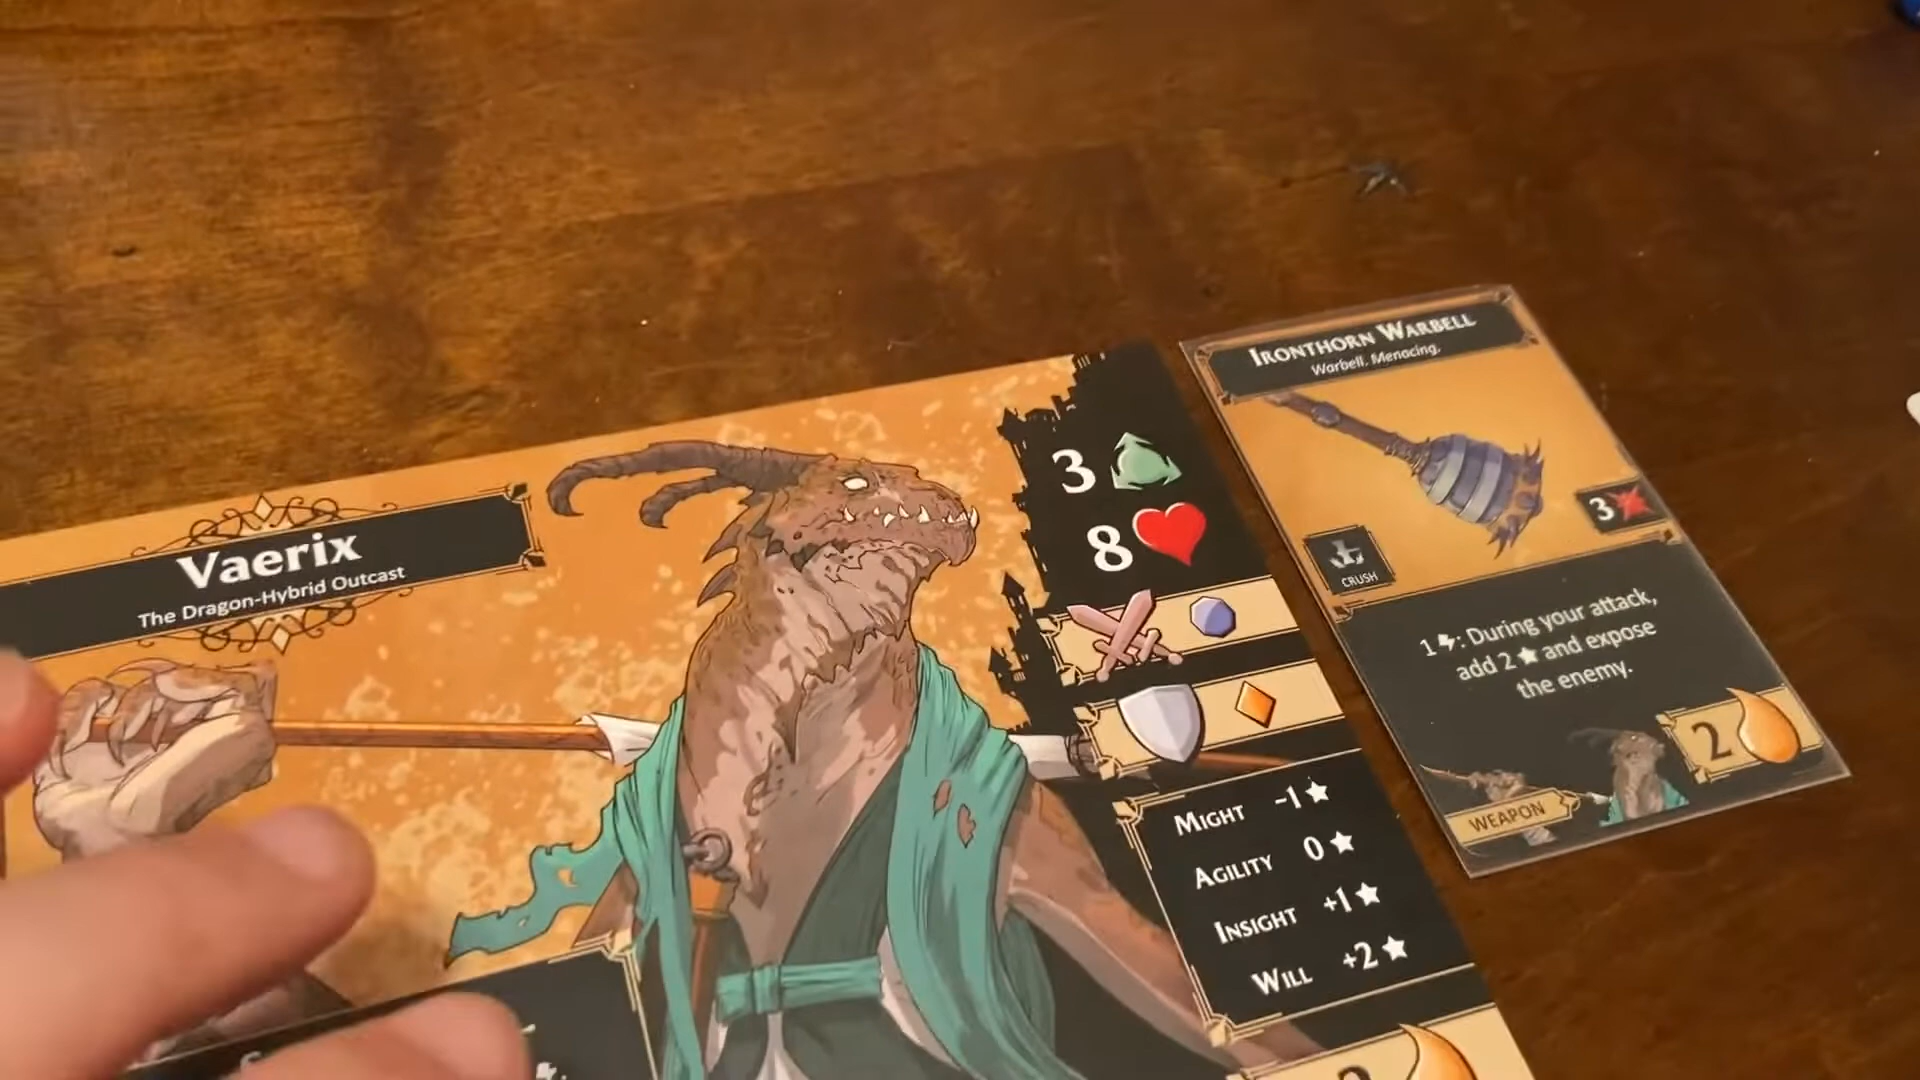 Vaerix
The Dragon-Hybrid Outcast
3
8
Might -1
Agility 0
Insight +1
Will +2
Ironthorn Warbell
Warbell. Menacing.
3
CRUSH
1 : During your attack,
add 2 and expose
the enemy.
2
WEAPON